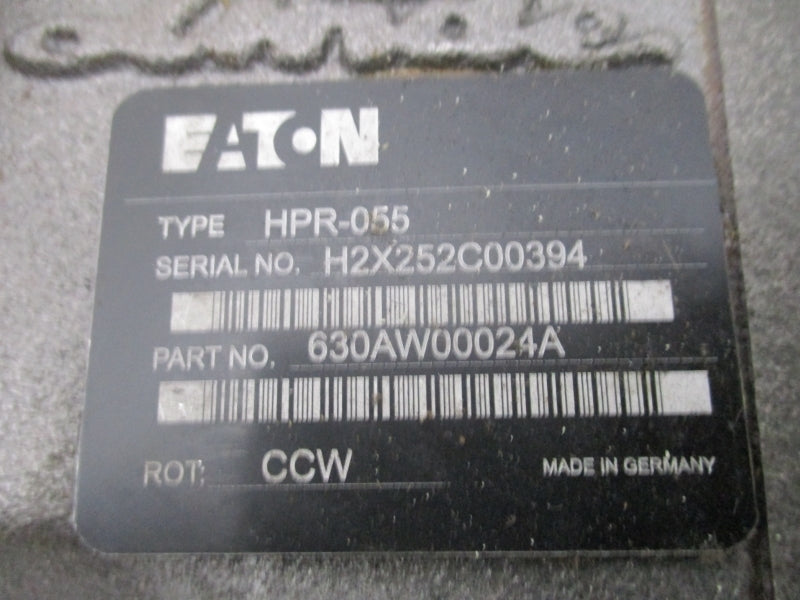 EATON
TYPE HPR-055
SERIAL NO. H2X252C00394
PART NO. 630AW00024A
ROT: CCW
MADE IN GERMANY